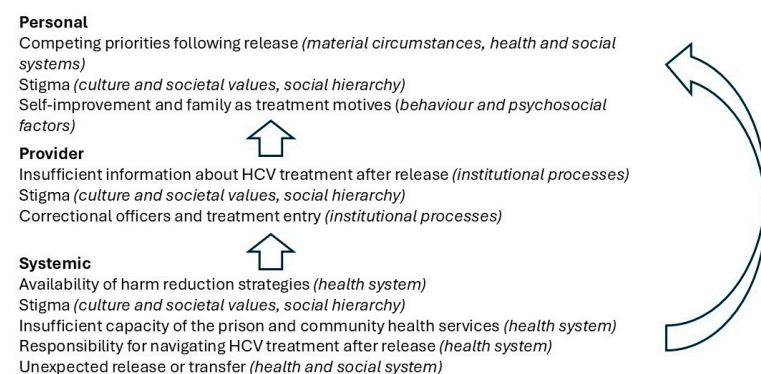 Personal
Competing priorities following release (material circumstances, health and social
systems)
Stigma (culture and societal values, social hierarchy)
Self-improvement and family as treatment motives (behaviour and psychosocial
factors)
Provider
Insufficient information about HCV treatment after release (institutional processes)
Stigma (culture and societal values, social hierarchy)
Correctional officers and treatment entry (institutional processes)
Systemic
Availability of harm reduction strategies (health system)
Stigma (culture and societal values, social hierarchy)
Insufficient capacity of the prison and community health services (health system)
Responsibility for navigating HCV treatment after release (health system)
Unexpected release or transfer (health and social system)